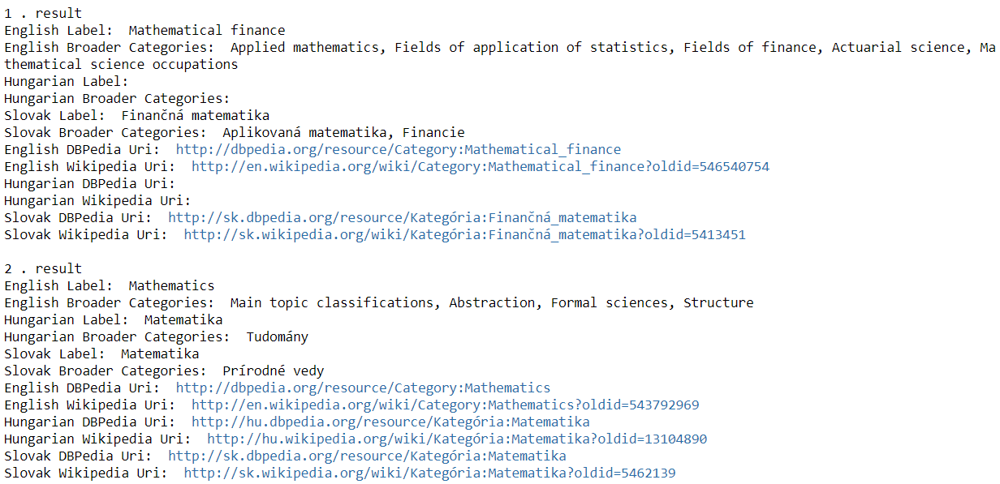 1 . result
English Label:  Mathematical finance
English Broader Categories:  Applied mathematics, Fields of application of statistics, Fields of finance, Actuarial science, Ma
thematical science occupations
Hungarian Label:
Hungarian Broader Categories:
Slovak Label:  Finančná matematika
Slovak Broader Categories:  Aplikovaná matematika, Financie
English DBPedia Uri:  http://dbpedia.org/resource/Category:Mathematical_finance
English Wikipedia Uri:  http://en.wikipedia.org/wiki/Category:Mathematical_finance?oldid=546540754
Hungarian DBPedia Uri:
Hungarian Wikipedia Uri:
Slovak DBPedia Uri:  http://sk.dbpedia.org/resource/Kategória:Finančná_matematika
Slovak Wikipedia Uri:  http://sk.wikipedia.org/wiki/Kategória:Finančná_matematika?oldid=5413451

2 . result
English Label:  Mathematics
English Broader Categories:  Main topic classifications, Abstraction, Formal sciences, Structure
Hungarian Label:  Matematika
Hungarian Broader Categories:  Tudomány
Slovak Label:  Matematika
Slovak Broader Categories:  Prírodné vedy
English DBPedia Uri:  http://dbpedia.org/resource/Category:Mathematics
English Wikipedia Uri:  http://en.wikipedia.org/wiki/Category:Mathematics?oldid=543792969
Hungarian DBPedia Uri:  http://hu.dbpedia.org/resource/Kategória:Matematika
Hungarian Wikipedia Uri:  http://hu.wikipedia.org/wiki/Kategória:Matematika?oldid=13104890
Slovak DBPedia Uri:  http://sk.dbpedia.org/resource/Kategória:Matematika
Slovak Wikipedia Uri:  http://sk.wikipedia.org/wiki/Kategória:Matematika?oldid=5462139